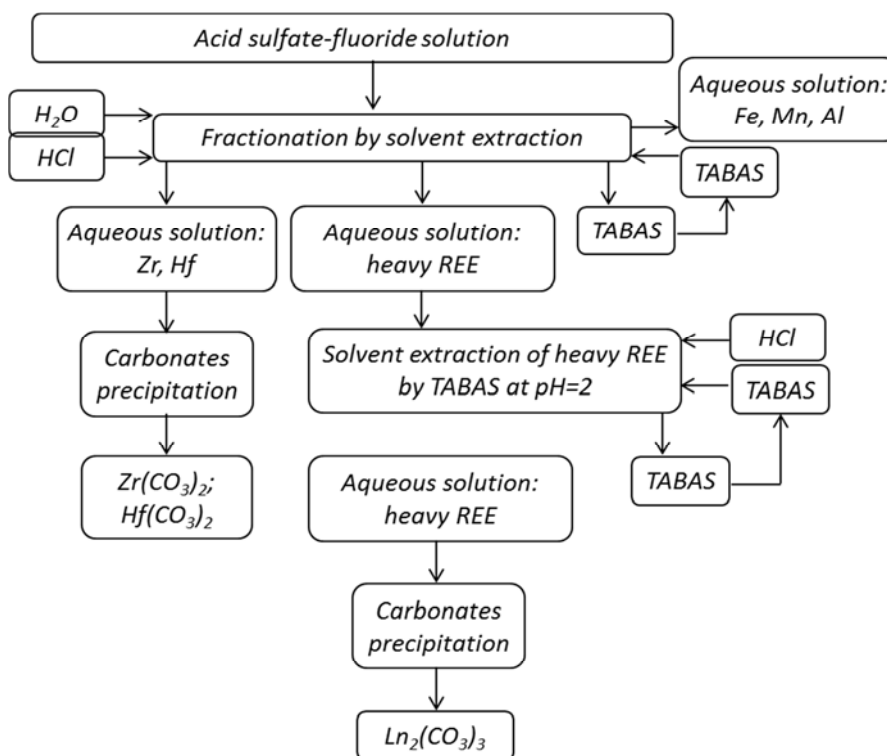 Acid sulfate-fluoride solution
Aqueous solution:
Fe, Mn, Al
H₂O
HCl
Fractionation by solvent extraction
TABAS
TABAS
Aqueous solution:
Zr, Hf
Aqueous solution:
heavy REE
Carbonates
precipitation
Solvent extraction of heavy REE
by TABAS at pH=2
HCl
TABAS
TABAS
Zr(CO₃)₂;
Hf(CO₃)₂
Aqueous solution:
heavy REE
Carbonates
precipitation
Ln₂(CO₃)₃